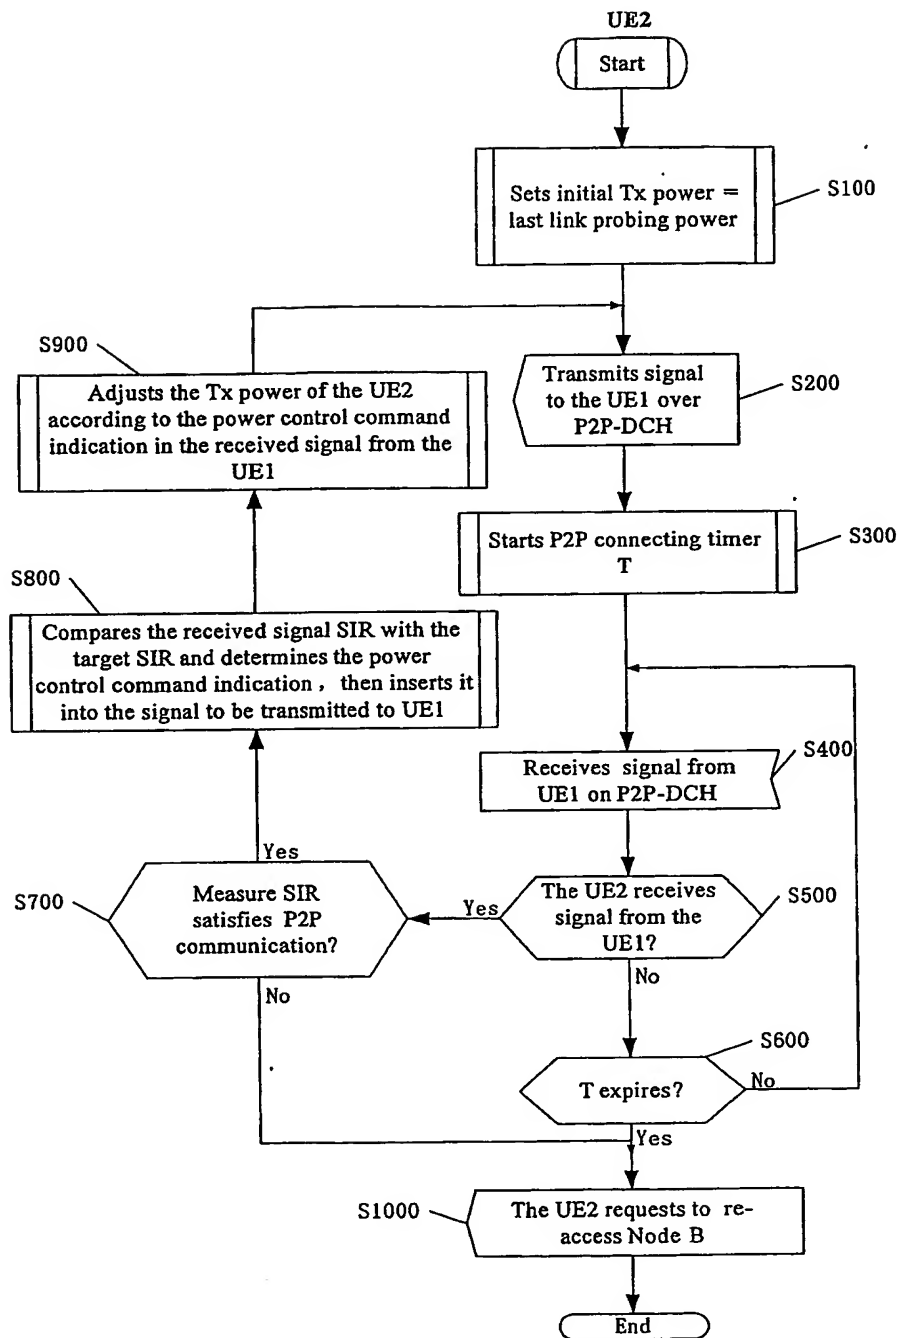 UE2
Start
Sets initial Tx power =
last link probing power
S100
S900
Adjusts the Tx power of the UE2
according to the power control command
indication in the received signal from the
UE1
Transmits signal
to the UE1 over
P2P-DCH
S200
Starts P2P connecting timer
T
S300
S800
Compares the received signal SIR with the
target SIR and determines the power
control command indication , then inserts it
into the signal to be transmitted to UE1
S400
Receives signal from
UE1 on P2P-DCH
Yes
S700
Measure SIR
satisfies P2P
communication?
Yes
The UE2 receives
signal from the
UE1?
S500
No
No
S600
T expires?
No
Yes
S1000
The UE2 requests to re-
access Node B
End